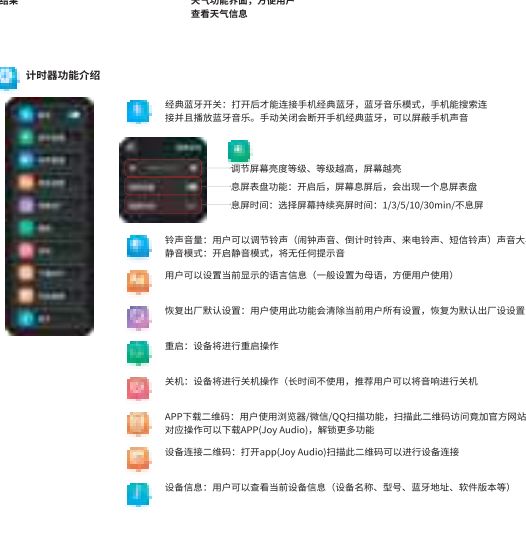 结果
天气功能界面，方便用户
查看天气信息
计时器功能介绍
经典蓝牙开关：打开后才能连接手机经典蓝牙，蓝牙音乐模式，手机能搜索连
接并且播放蓝牙音乐。手动关闭会断开手机经典蓝牙，可以屏蔽手机声音
调节屏幕亮度等级、等级越高，屏幕越亮
息屏表盘功能：开启后，屏幕息屏后，会出现一个息屏表盘
息屏时间：选择屏幕持续亮屏时间：1/3/5/10/30min/不息屏
铃声音量：用户可以调节铃声（闹钟声音、倒计时铃声、来电铃声、短信铃声）声音大
静音模式：开启静音模式，将无任何提示音
用户可以设置当前显示的语言信息（一般设置为母语，方便用户使用）
恢复出厂默认设置：用户使用此功能会清除当前用户所有设置，恢复为默认出厂设设置
重启：设备将进行重启操作
关机：设备将进行关机操作（长时间不使用，推荐用户可以将音响进行关机
APP下载二维码：用户使用浏览器/微信/QQ扫描功能，扫描此二维码访问竟加官方网站
对应操作可以下载APP(Joy Audio)，解锁更多功能
设备连接二维码：打开app(Joy Audio)扫描此二维码可以进行设备连接
设备信息：用户可以查看当前设备信息（设备名称、型号、蓝牙地址、软件版本等）